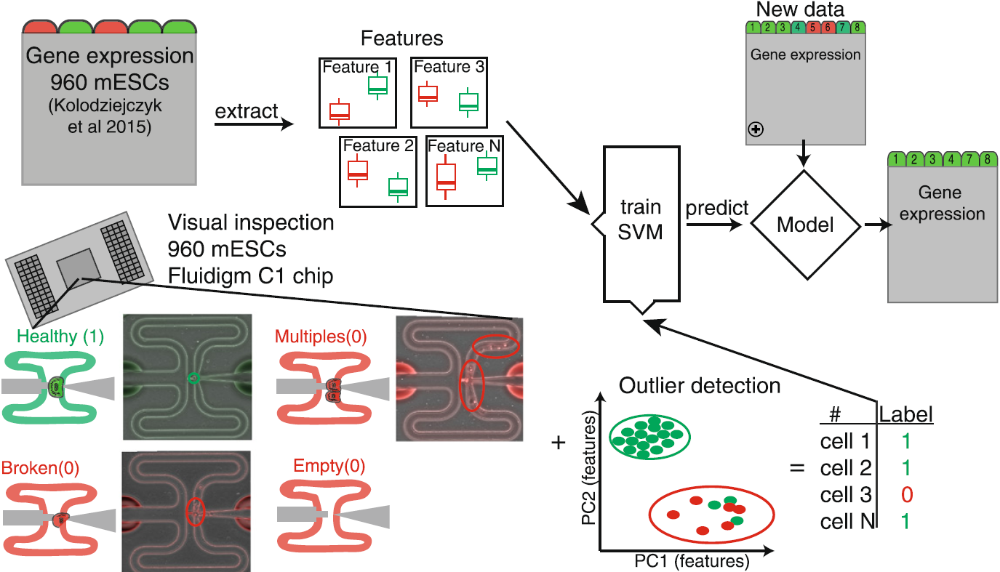 Gene expression
960 mESCs
(Kolodziejczyk
et al 2015)
extract
Features
Feature 1
Feature 3
Feature 2
Feature N
New data
1 2 3 4 5 6 7 8
Gene expression
train
SVM
predict
Model
1 2 3 4 7 8
Gene
expression
Visual inspection
960 mESCs
Fluidigm C1 chip
Healthy (1)
Multiples(0)
Broken(0)
Empty(0)
+
Outlier detection
PC2 (features)
PC1 (features)
=
# Label
cell 1 1
cell 2 1
cell 3 0
cell N 1